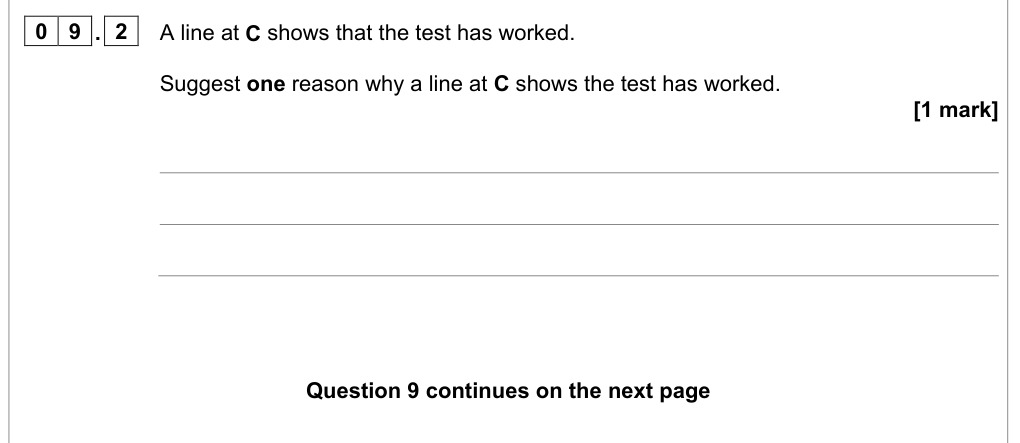 0 9 . 2 A line at C shows that the test has worked.
Suggest one reason why a line at C shows the test has worked.
[1 mark]
Question 9 continues on the next page